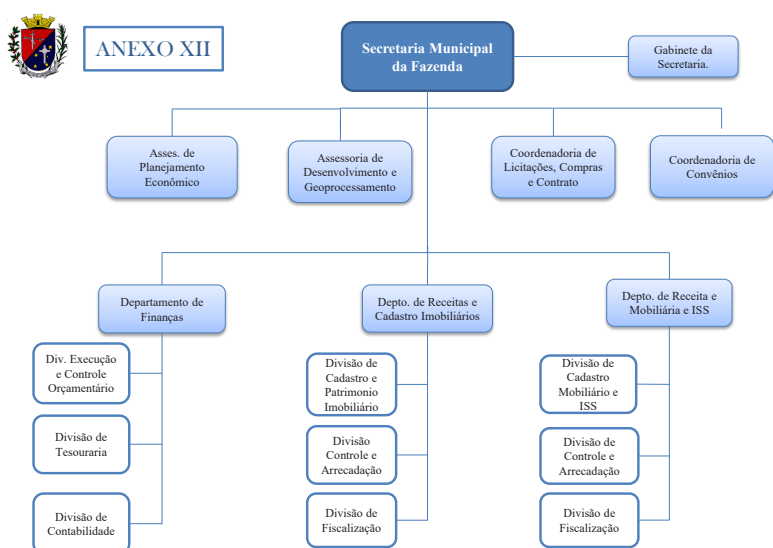 ANEXO XII
Secretaria Municipal
da Fazenda
Gabinete da
Secretaria.
Asses. de
Planejamento
Econômico
Assessoria de
Desenvolvimento e
Geoprocessamento
Coordenadoria de
Licitações, Compras
e Contrato
Coordenadoria de
Convênios
Departamento de
Finanças
Depto. de Receitas e
Cadastro Imobiliários
Depto. de Receita e
Mobiliária e ISS
Div. Execução
e Controle
Orçamentário
Divisão de
Cadastro e
Patrimonio
Imobiliário
Divisão de
Cadastro
Mobiliário e
ISS
Divisão de
Tesouraria
Divisão
Controle e
Arrecadação
Divisão de
Controle e
Arrecadação
Divisão de
Contabilidade
Divisão de
Fiscalização
Divisão de
Fiscalização